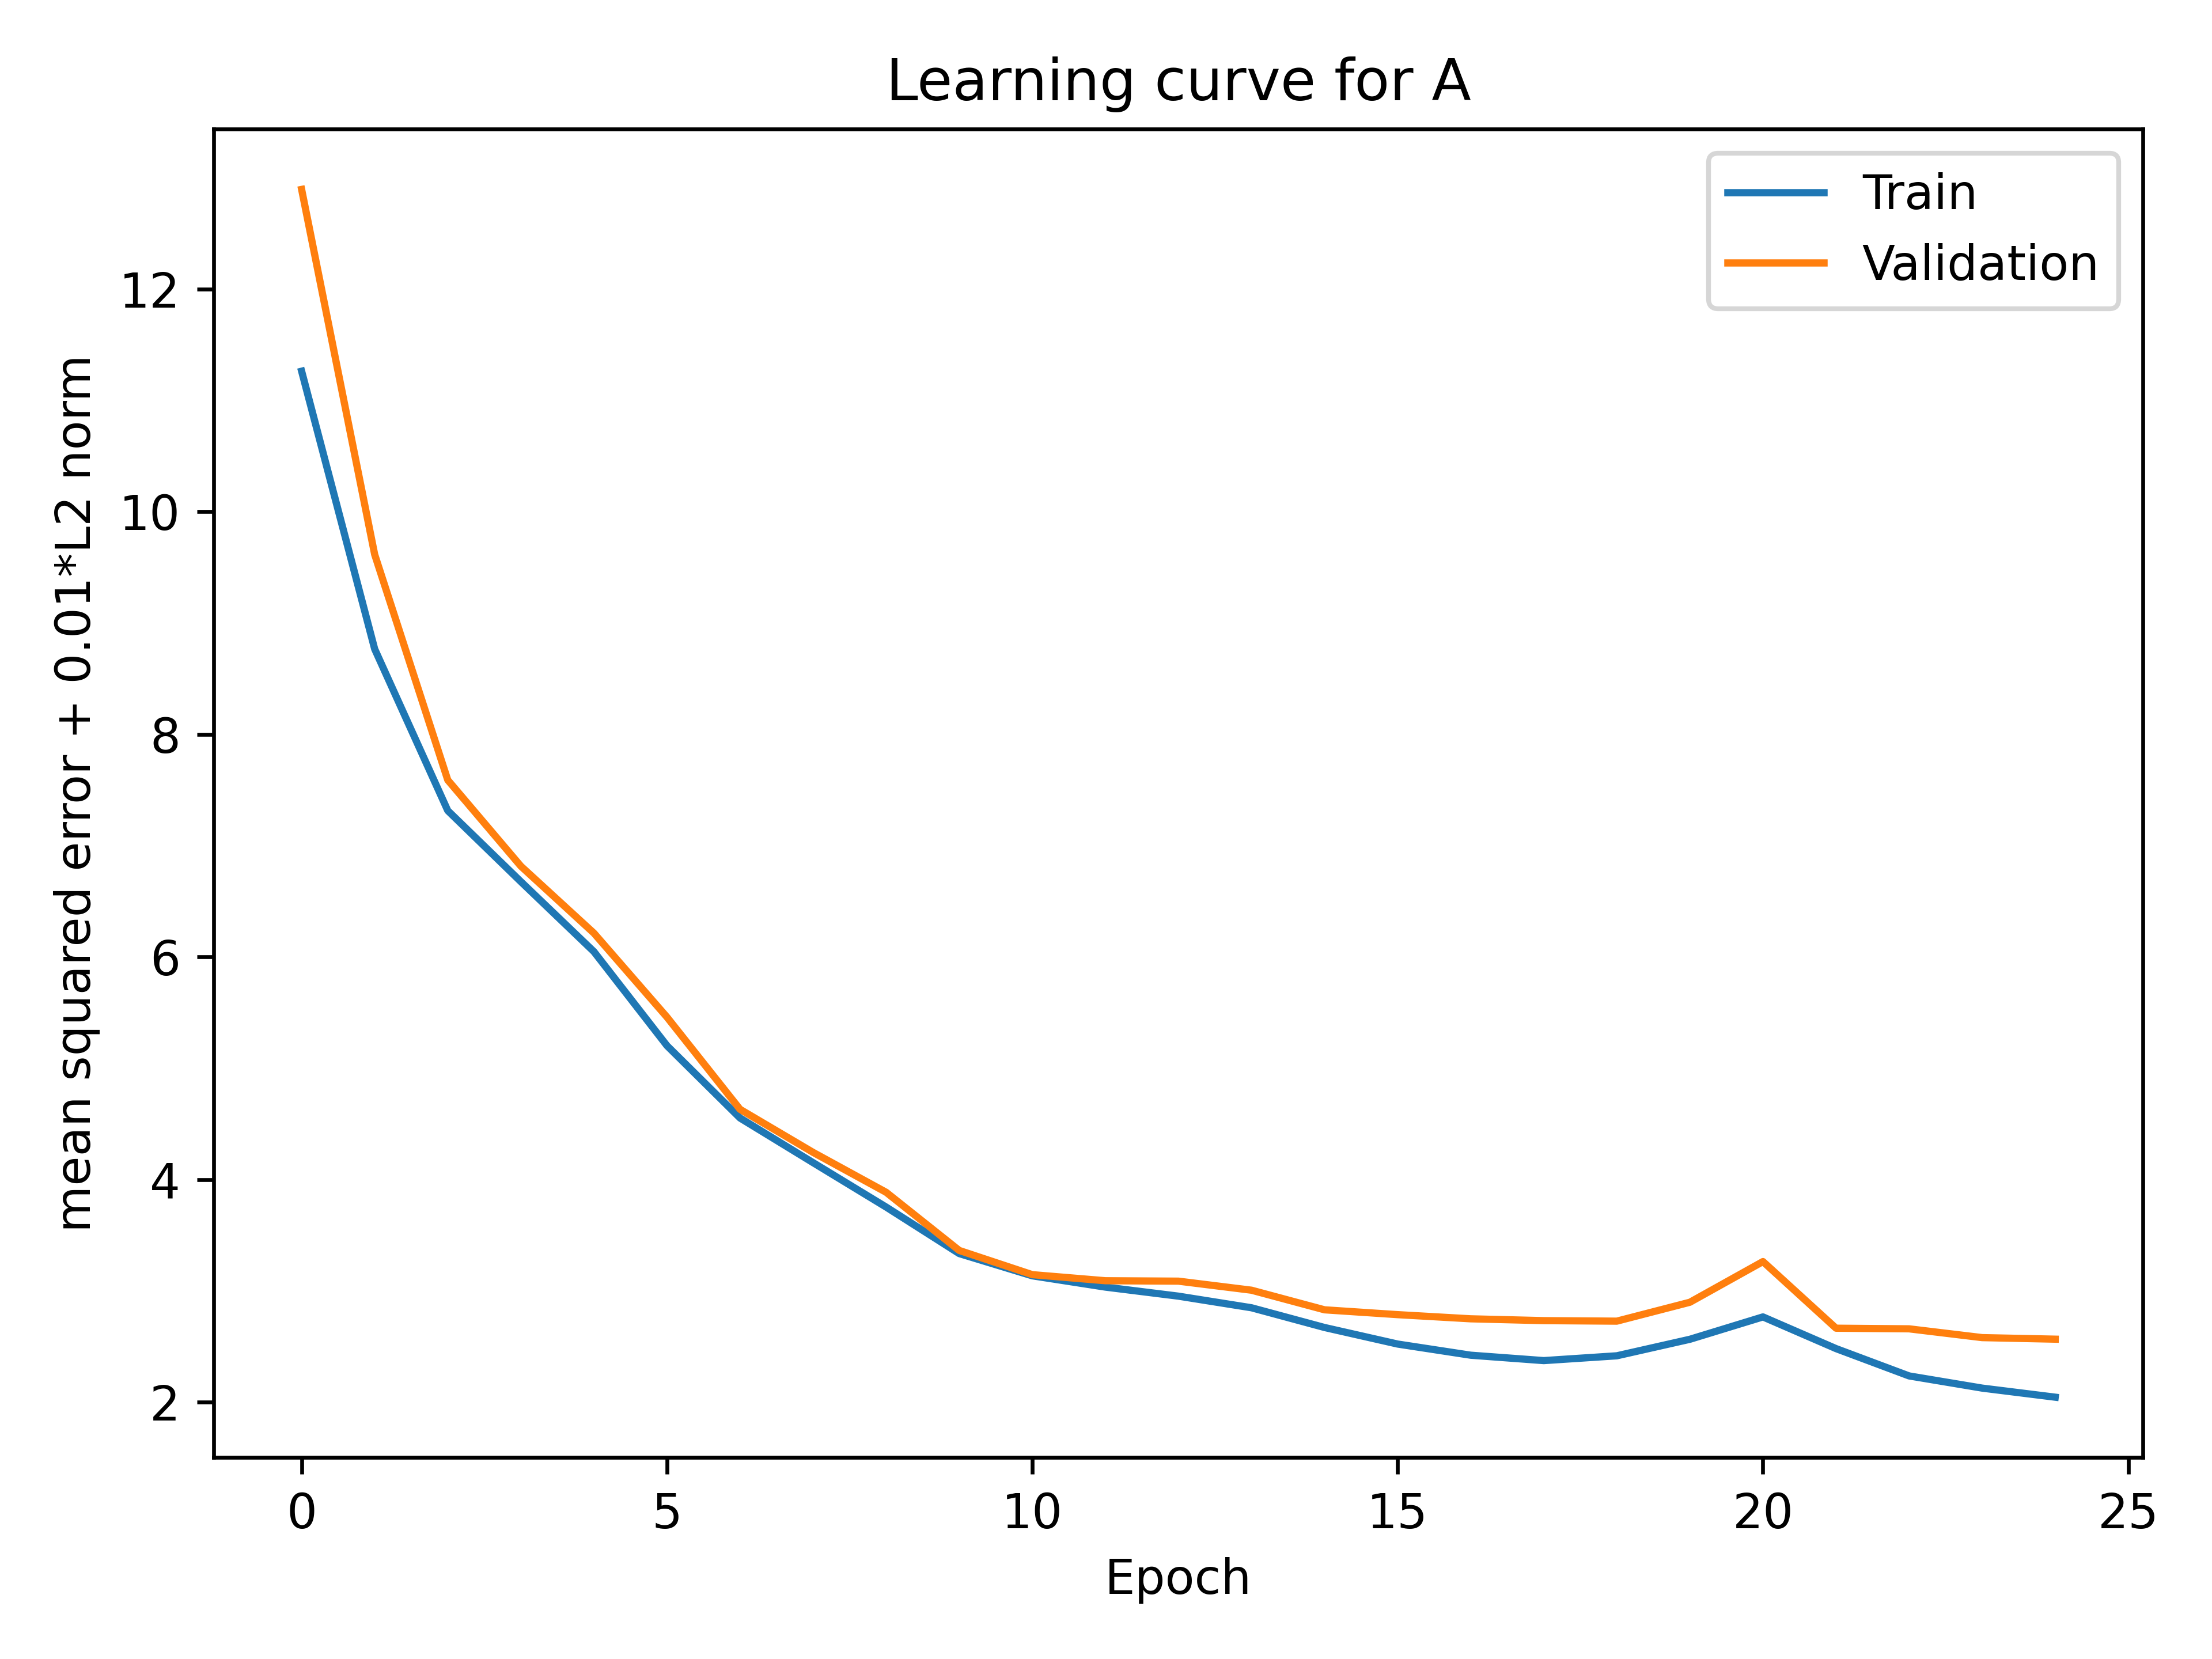 Learning curve for A
Train
Validation
mean squared error + 0.01*L2 norm
12
10
8
6
4
2
0 5 10 15 20 25
Epoch